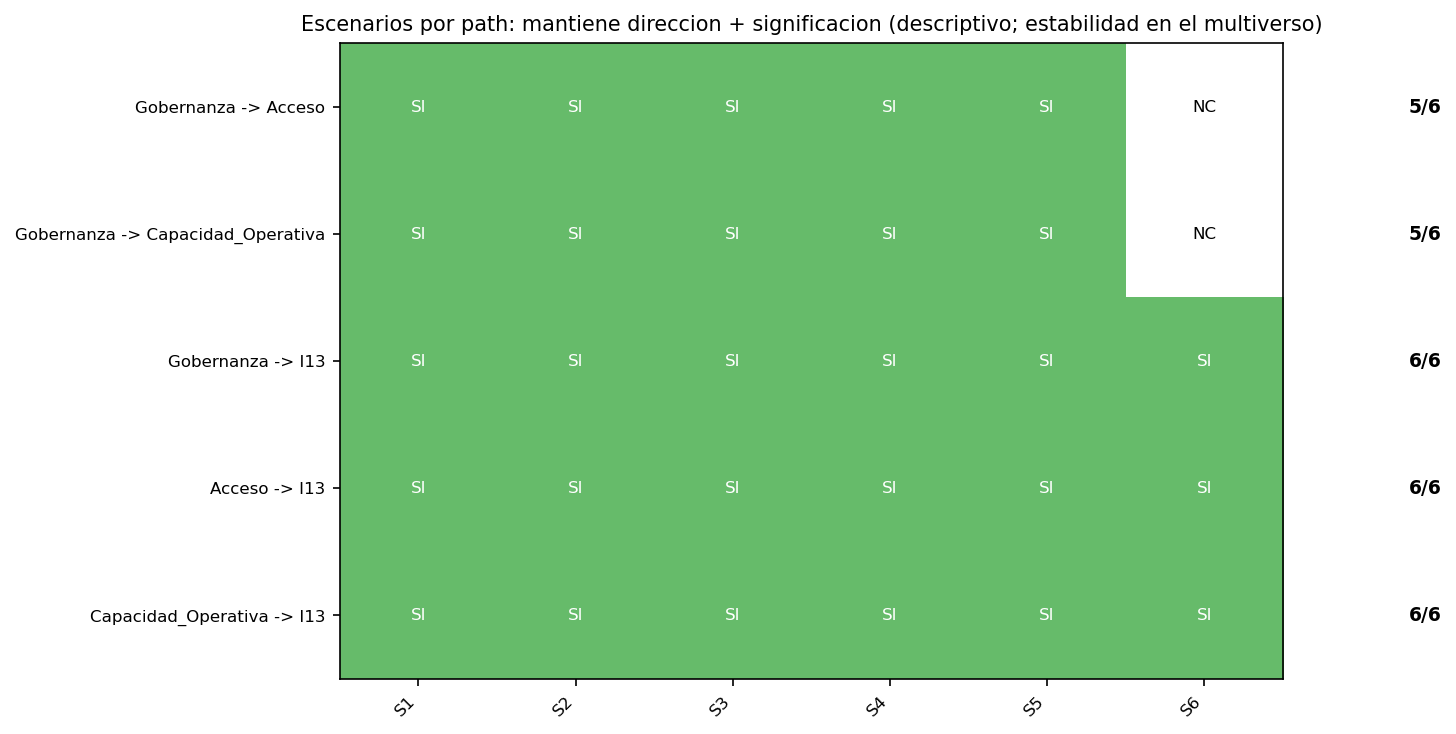 Escenarios por path: mantiene direccion + significacion (descriptivo; estabilidad en el multiverso)
Gobernanza -> Acceso SI SI SI SI SI NC 5/6
Gobernanza -> Capacidad_Operativa SI SI SI SI SI NC 5/6
Gobernanza -> I13 SI SI SI SI SI SI 6/6
Acceso -> I13 SI SI SI SI SI SI 6/6
Capacidad_Operativa -> I13 SI SI SI SI SI SI 6/6
S1 S2 S3 S4 S5 S6